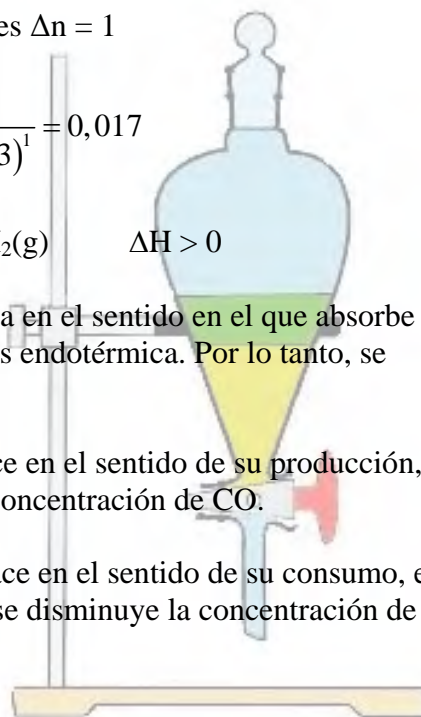 es Δn = 1
3)¹ = 0,017
₂(g) ΔH > 0
a en el sentido en el que absorbe
s endotérmica. Por lo tanto, se
ce en el sentido de su producción,
oncentración de CO.
ace en el sentido de su consumo, e
se disminuye la concentración de